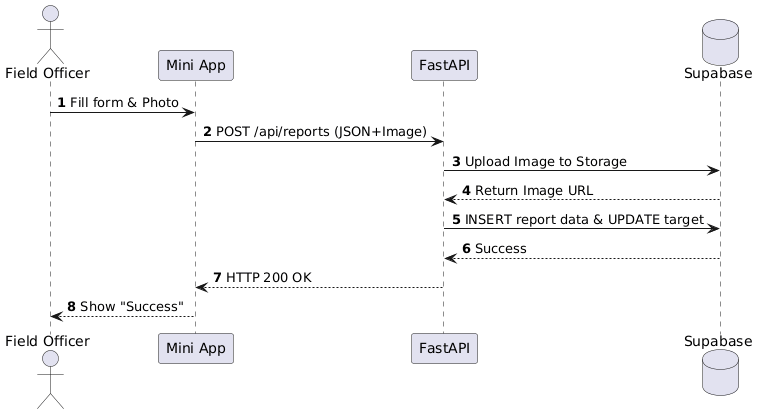 Field Officer
Mini App
FastAPI
Supabase
1 Fill form & Photo
2 POST /api/reports (JSON+Image)
3 Upload Image to Storage
4 Return Image URL
5 INSERT report data & UPDATE target
6 Success
7 HTTP 200 OK
8 Show "Success"
Field Officer
Mini App
FastAPI
Supabase